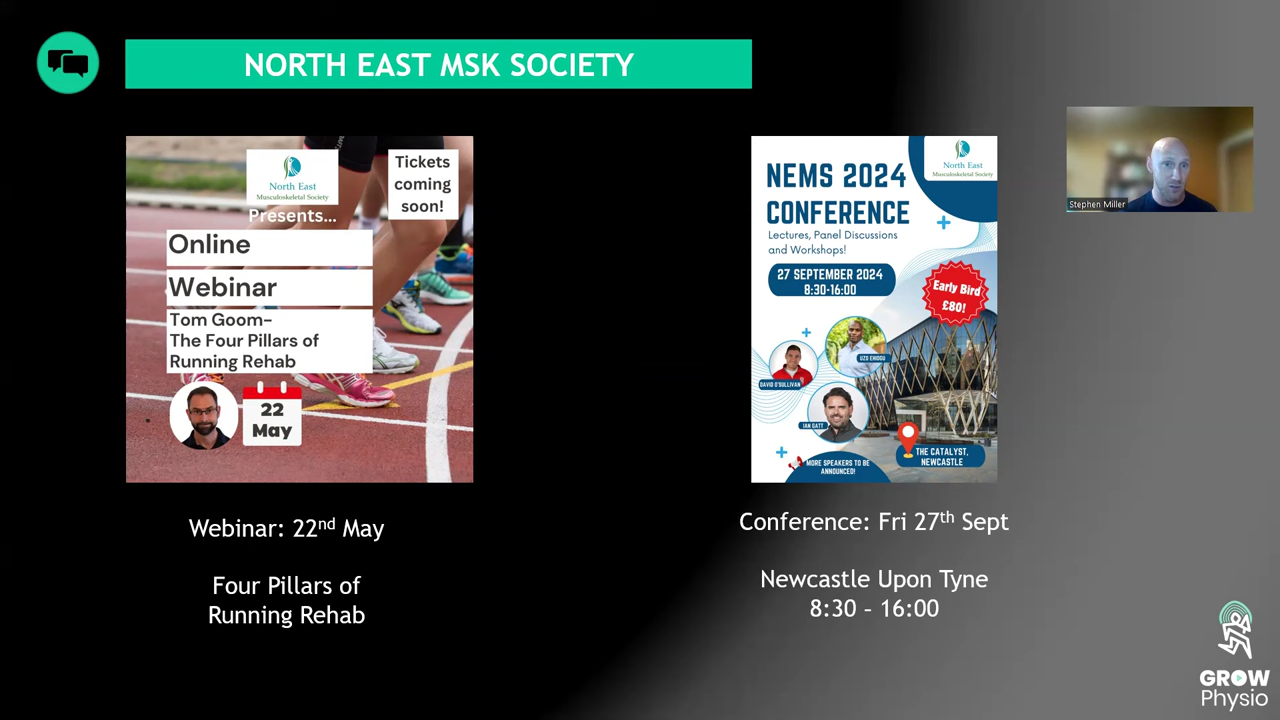 NORTH EAST MSK SOCIETY
North East
Musculoskeletal Society
Presents...
Tickets
coming
soon!
Online
Webinar
Tom Goom-
The Four Pillars of
Running Rehab
22
May
Webinar: 22nd May
Four Pillars of
Running Rehab
North East
Musculoskeletal Society
NEMS 2024
CONFERENCE
Lectures, Panel Discussions
and Workshops!
27 SEPTEMBER 2024
8:30-16:00
Early Bird
£80!
UZO EHIOGU
DAVID O'SULLIVAN
IAN GATT
MORE SPEAKERS TO BE
ANNOUNCED!
THE CATALYST,
NEWCASTLE
Conference: Fri 27th Sept
Newcastle Upon Tyne
8:30 – 16:00
Stephen Miller
GROW
Physio